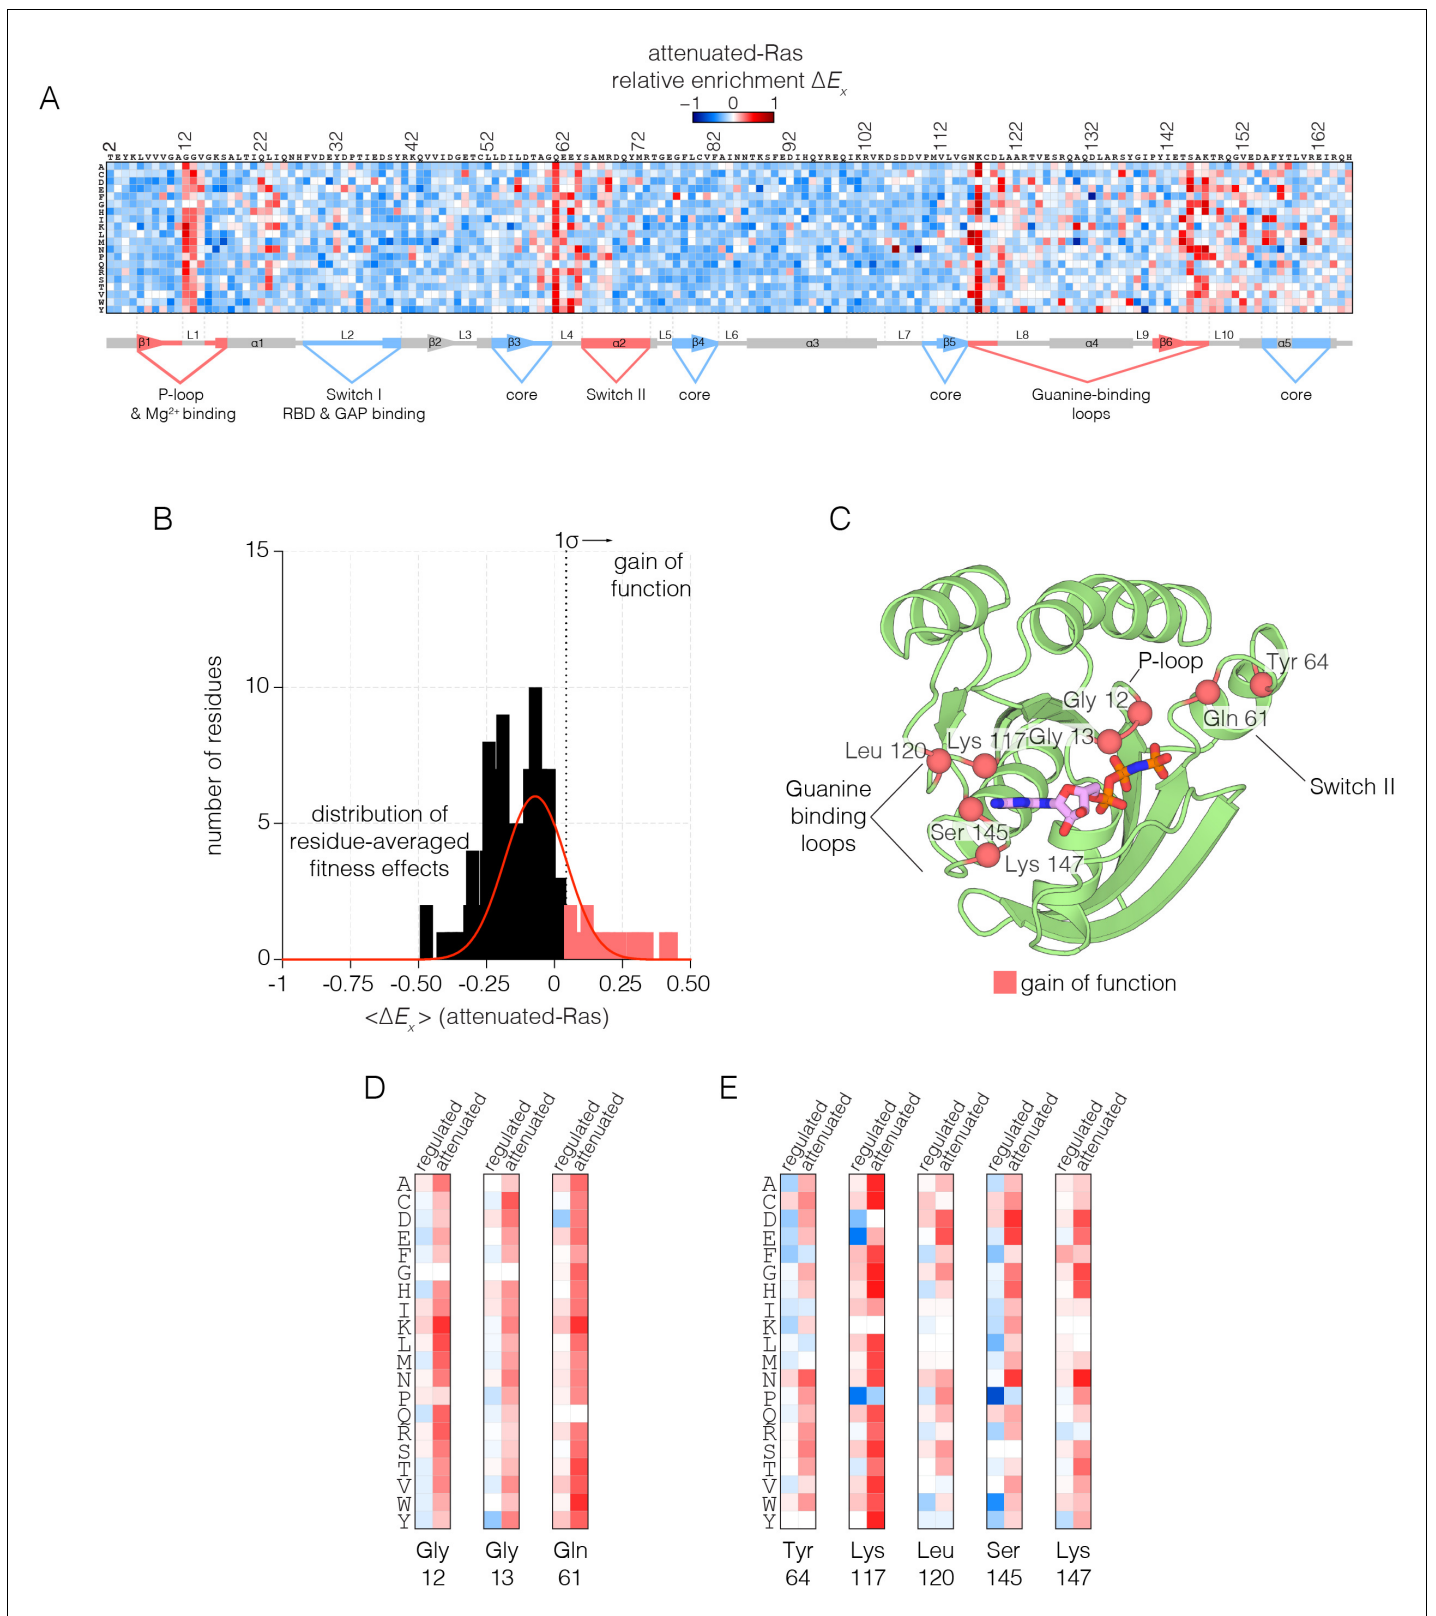 A
attenuated-Ras
relative enrichment ΔEₓ
−1 0 1
2 12 22 32 42 52 62 72 82 92 102 112 122 132 142 152 162
TEYKLVVVGAGGVGKSALTIQLIQNHFVDEYDPTIEDSYRKQVVIDGETCLLDILDTAGQEEYSAMRDQYMRTGEGFLCVFAINNTKSFEDIHQYREQIKRVKDSDDVPMVLVGNKCDLAARTVESRQAQDLARSYGIPYIETSAKTRQGVEDAFYTLVREIRQH
A
C
D
E
F
G
H
I
K
L
M
N
P
Q
R
S
T
V
W
Y
β1 L1 α1 L2 β2 L3 β3 L4 α2 L5 β4 L6 α3 L7 β5 L8 α4 L9 β6 L10 α5
P-loop
& Mg²⁺ binding
Switch I
RBD & GAP binding
core
Switch II
core
core
Guanine-binding
loops
core
B
1σ
gain of
function
distribution of
residue-averaged
fitness effects
number of residues
15
10
5
0
-1 -0.75 -0.50 -0.25 0 0.25 0.50
<ΔEₓ> (attenuated-Ras)
C
P-loop
Tyr 64
Gly 12
Gln 61
Gly 13
Lys 117
Leu 120
Switch II
Guanine
binding
loops
Ser 145
Lys 147
gain of function
D
regulated
attenuated
regulated
attenuated
regulated
attenuated
A
C
D
E
F
G
H
I
K
L
M
N
P
Q
R
S
T
V
W
Y
Gly
12
Gly
13
Gln
61
E
regulated
attenuated
regulated
attenuated
regulated
attenuated
regulated
attenuated
regulated
attenuated
A
C
D
E
F
G
H
I
K
L
M
N
P
Q
R
S
T
V
W
Y
Tyr
64
Lys
117
Leu
120
Ser
145
Lys
147